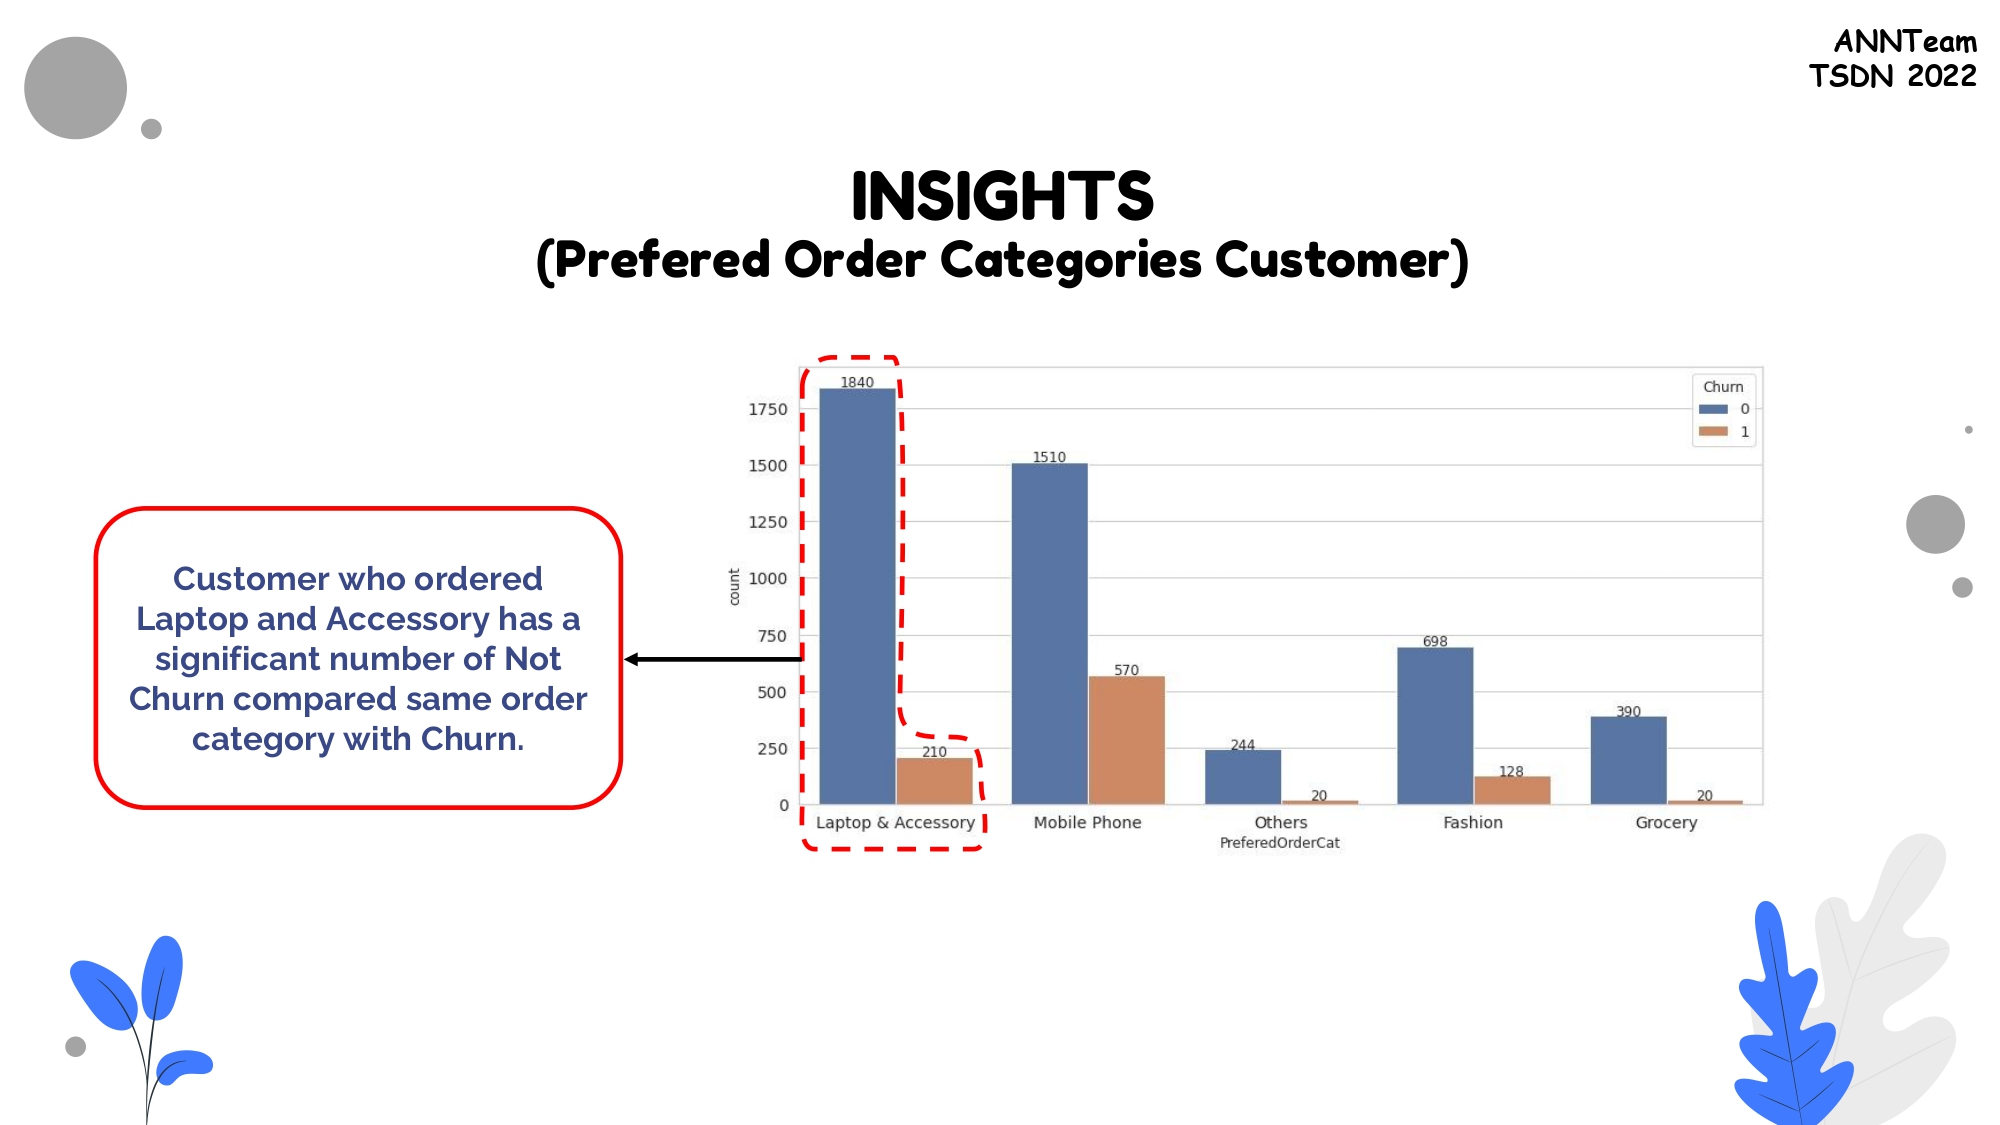 ANNTeam
TSDN 2022
INSIGHTS
(Prefered Order Categories Customer)
Customer who ordered
Laptop and Accessory has a
significant number of Not
Churn compared same order
category with Churn.
count
1750
1500
1250
1000
750
500
250
0
1840
210
1510
570
244
20
698
128
390
20
Churn
0
1
Laptop & Accessory
Mobile Phone
Others
Fashion
Grocery
PreferedOrderCat